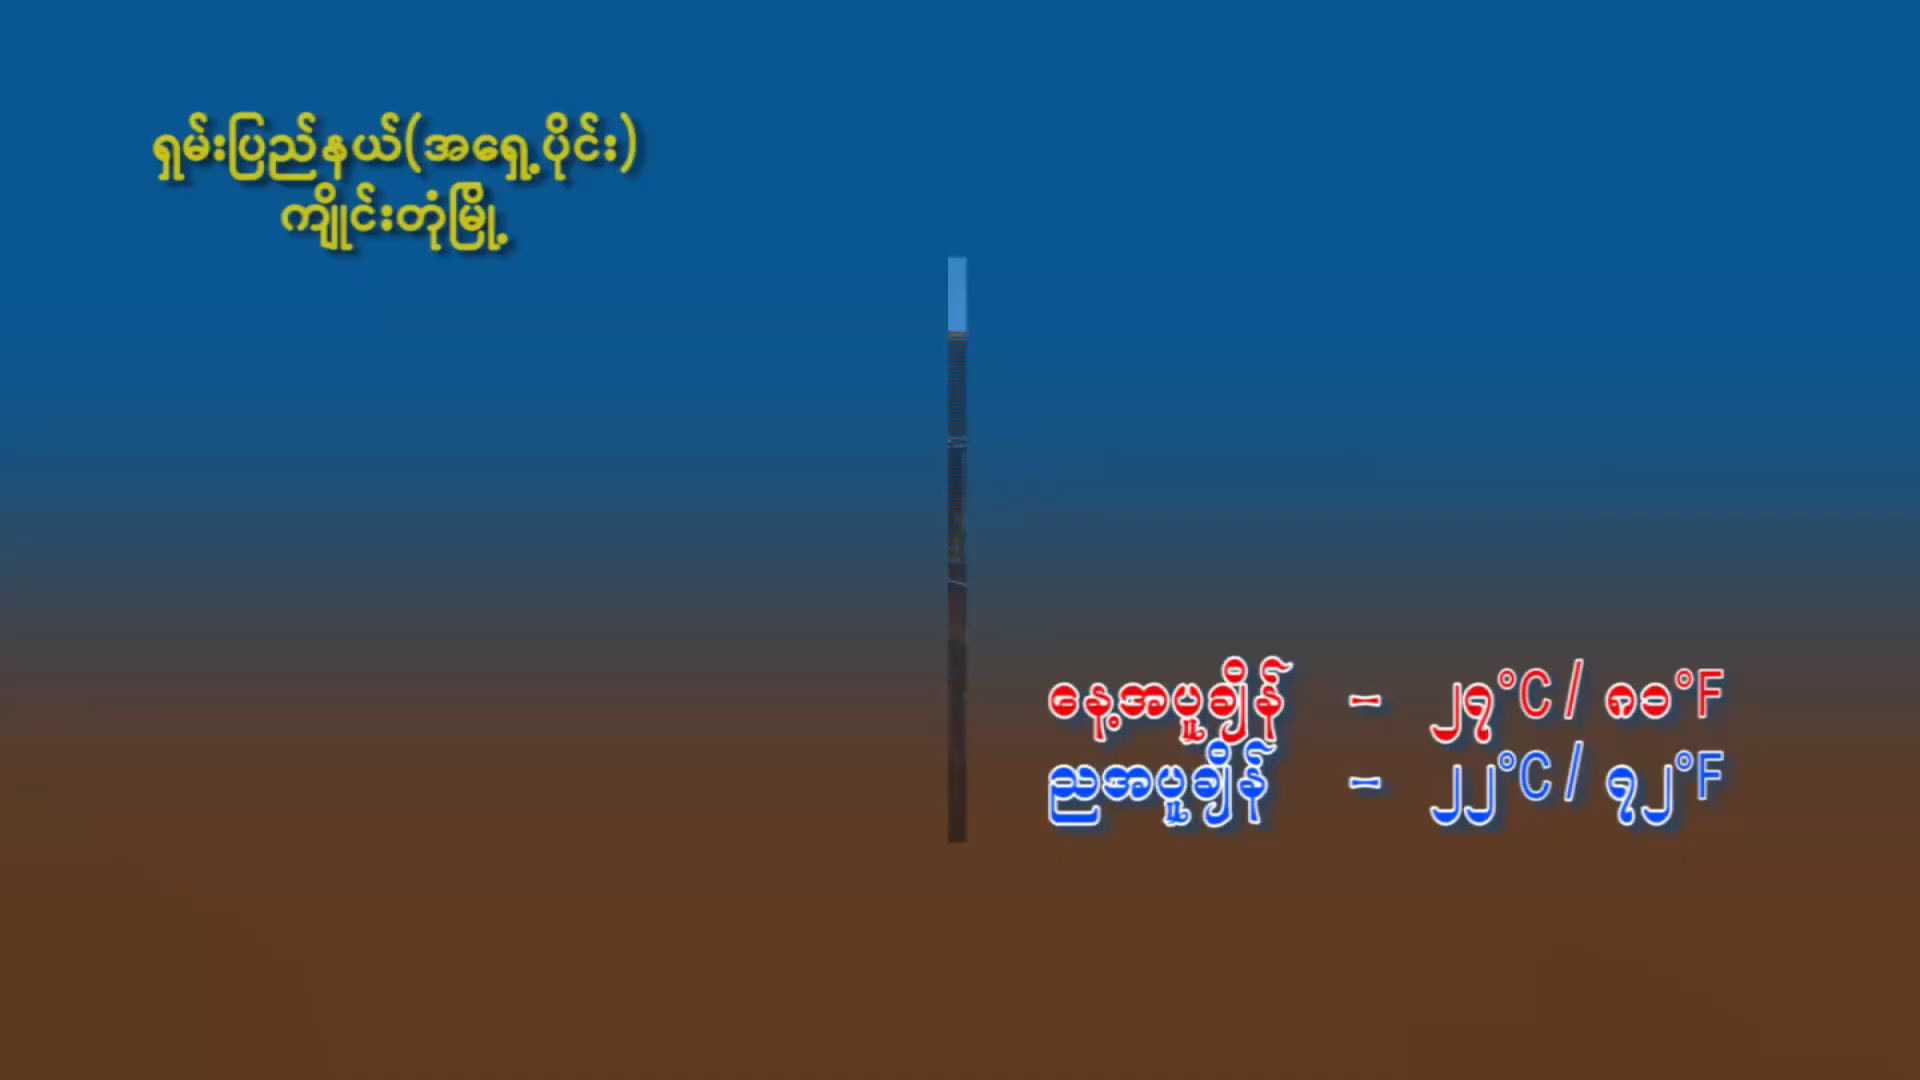 ရှမ်းပြည်နယ်(အရှေ့ပိုင်း)
ကျိုင်းတုံမြို့
နေ့အပူချိန် - ၂၇°C / ၈၁°F
ညအပူချိန် - ၂၂°C / ၇၂°F